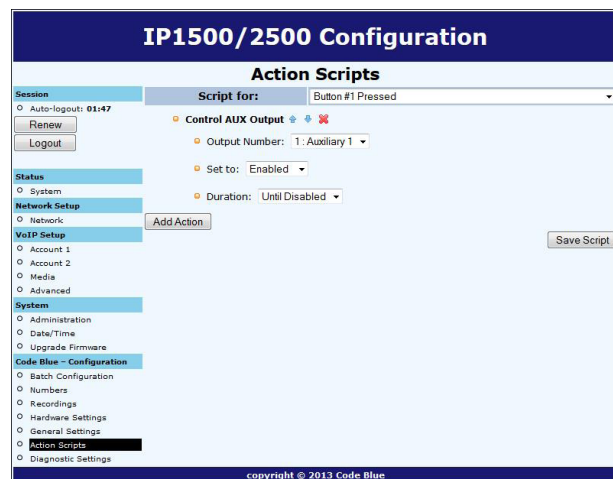 IP1500/2500 Configuration
Action Scripts
Session
Auto-logout: 01:47
Renew
Logout
Status
System
Network Setup
Network
VoIP Setup
Account 1
Account 2
Media
Advanced
System
Administration
Date/Time
Upgrade Firmware
Code Blue - Configuration
Batch Configuration
Numbers
Recordings
Hardware Settings
General Settings
Action Scripts
Diagnostic Settings
Script for: Button #1 Pressed
Control AUX Output
Output Number: 1: Auxiliary 1
Set to: Enabled
Duration: Until Disabled
Add Action
Save Script
copyright © 2013 Code Blue